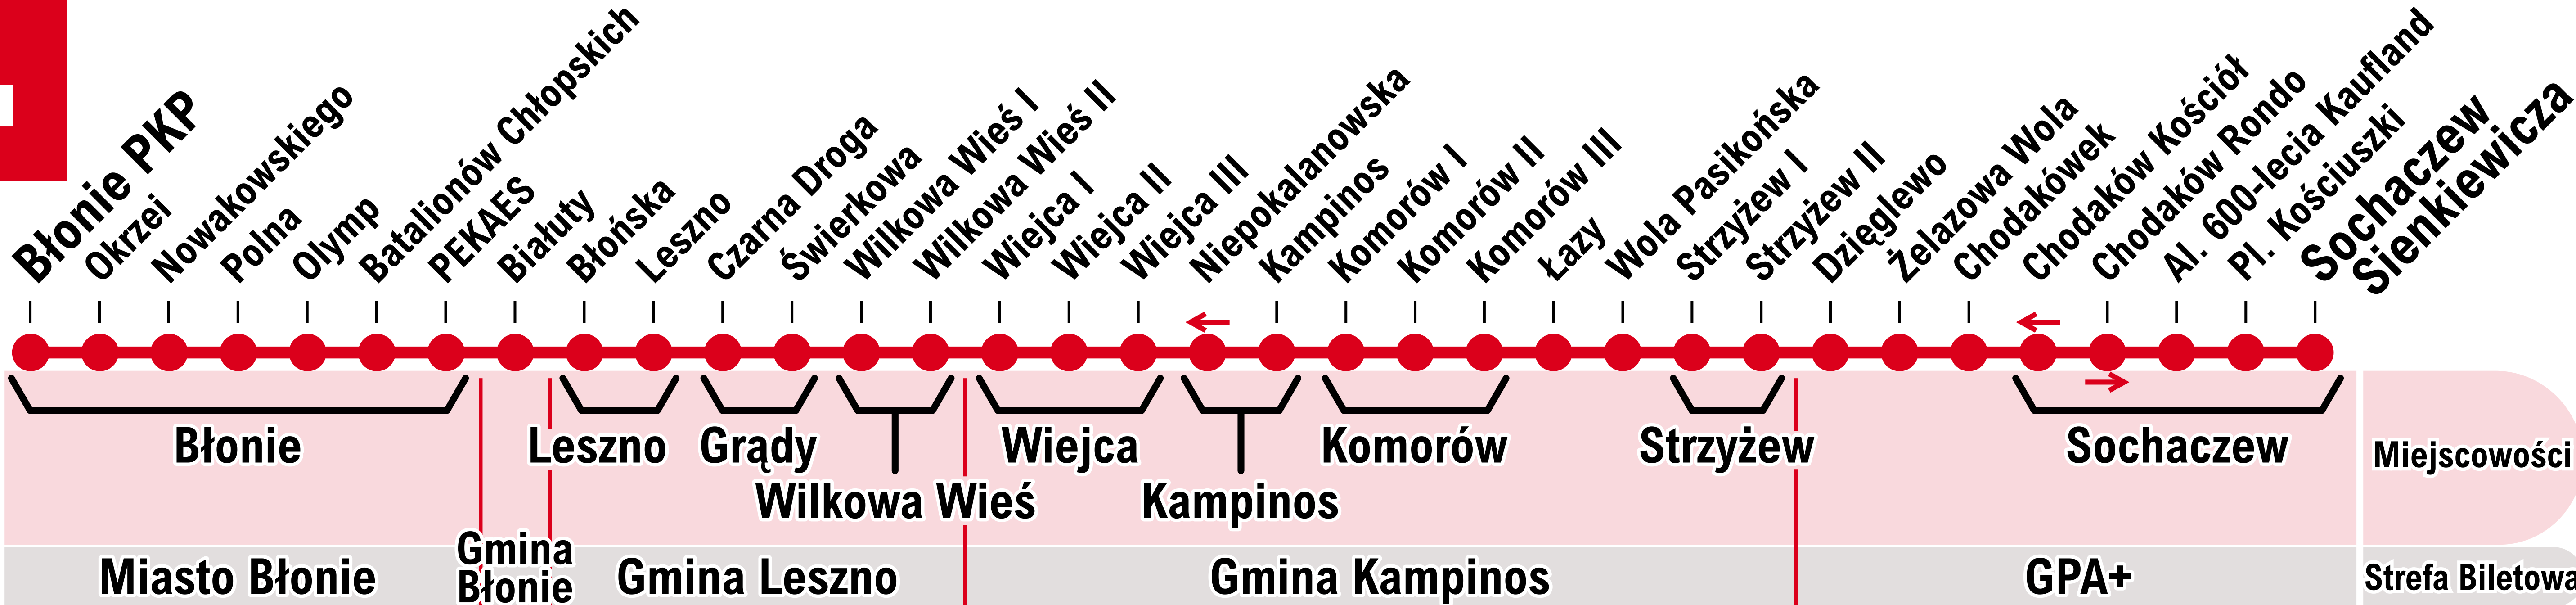 Błonie PKP
Okrzei
Nowakowskiego
Polna
Olymp
Batalionów Chłopskich
PEKAES
Białuty
Błońska
Leszno
Czarna Droga
Świerkowa
Wilkowa Wieś I
Wilkowa Wieś II
Wiejca I
Wiejca II
Wiejca III
Niepokalanowska
Kampinos
Komorów I
Komorów II
Komorów III
Łazy
Wola Pasikońska
Strzyżew I
Strzyżew II
Dzięglewo
Żelazowa Wola
Chodakówek
Chodaków Kościół
Chodaków Rondo
Al. 600-lecia Kaufland
Pl. Kościuszki
Sochaczew
Sienkiewicza
Błonie
Leszno
Grądy
Wilkowa Wieś
Wiejca
Kampinos
Komorów
Strzyżew
Sochaczew
Miejscowości
Miasto Błonie
Gmina
Błonie
Gmina Leszno
Gmina Kampinos
GPA+
Strefa Biletowa